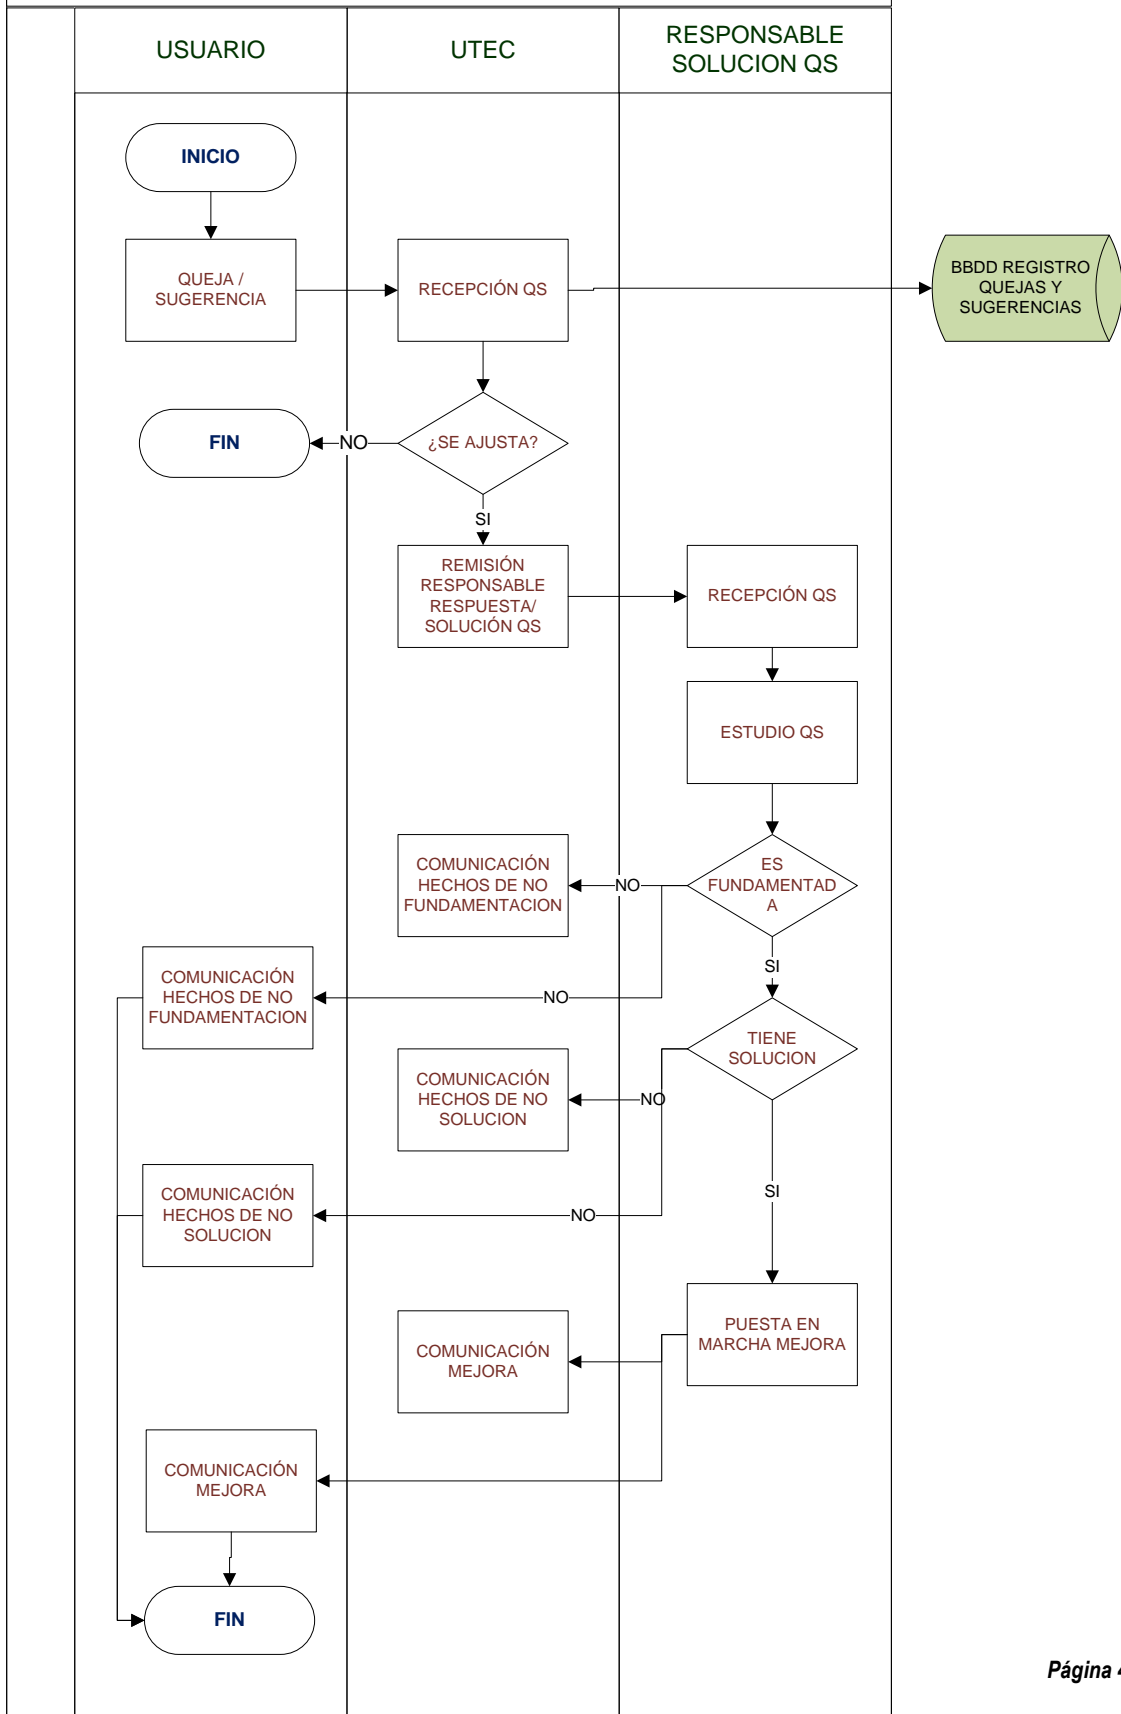 USUARIO
UTEC
RESPONSABLE
SOLUCION QS
INICIO
QUEJA /
SUGERENCIA
RECEPCIÓN QS
BBDD REGISTRO
QUEJAS Y
SUGERENCIAS
FIN
NO
¿SE AJUSTA?
SI
REMISIÓN
RESPONSABLE
RESPUESTA/
SOLUCIÓN QS
RECEPCIÓN QS
ESTUDIO QS
COMUNICACIÓN
HECHOS DE NO
FUNDAMENTACION
NO
ES
FUNDAMENTAD
A
SI
COMUNICACIÓN
HECHOS DE NO
FUNDAMENTACION
NO
TIENE
SOLUCION
COMUNICACIÓN
HECHOS DE NO
SOLUCION
NO
SI
COMUNICACIÓN
HECHOS DE NO
SOLUCION
NO
PUESTA EN
MARCHA MEJORA
COMUNICACIÓN
MEJORA
COMUNICACIÓN
MEJORA
FIN
Página 4